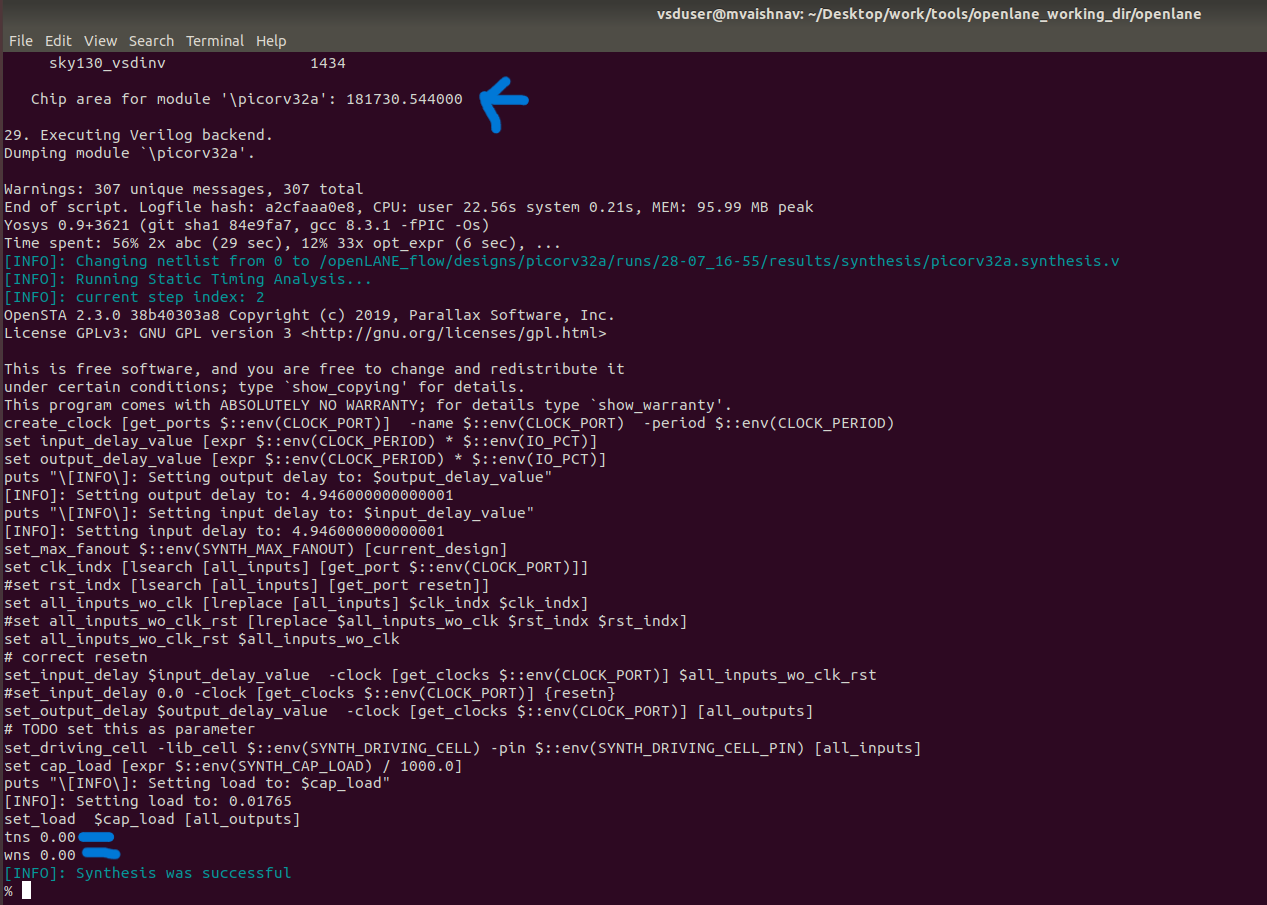 vsduser@mvaishnav: ~/Desktop/work/tools/openlane_working_dir/openlane
File Edit View Search Terminal Help
sky130_vsdinv 1434
Chip area for module '\picorv32a': 181730.544000
29. Executing Verilog backend.
Dumping module `\picorv32a'.
Warnings: 307 unique messages, 307 total
End of script. Logfile hash: a2cfaaa0e8, CPU: user 22.56s system 0.21s, MEM: 95.99 MB peak
Yosys 0.9+3621 (git sha1 84e9fa7, gcc 8.3.1 -fPIC -Os)
Time spent: 56% 2x abc (29 sec), 12% 33x opt_expr (6 sec), ...
[INFO]: Changing netlist from 0 to /openLANE_flow/designs/picorv32a/runs/28-07_16-55/results/synthesis/picorv32a.synthesis.v
[INFO]: Running Static Timing Analysis...
[INFO]: current step index: 2
OpenSTA 2.3.0 38b40303a8 Copyright (c) 2019, Parallax Software, Inc.
License GPLv3: GNU GPL version 3 <http://gnu.org/licenses/gpl.html>
This is free software, and you are free to change and redistribute it
under certain conditions; type `show_copying' for details.
This program comes with ABSOLUTELY NO WARRANTY; for details type `show_warranty'.
create_clock [get_ports $::env(CLOCK_PORT)]  -name $::env(CLOCK_PORT)  -period $::env(CLOCK_PERIOD)
set input_delay_value [expr $::env(CLOCK_PERIOD) * $::env(IO_PCT)]
set output_delay_value [expr $::env(CLOCK_PERIOD) * $::env(IO_PCT)]
puts "\[INFO\]: Setting output delay to: $output_delay_value"
[INFO]: Setting output delay to: 4.946000000000001
puts "\[INFO\]: Setting input delay to: $input_delay_value"
[INFO]: Setting input delay to: 4.946000000000001
set_max_fanout $::env(SYNTH_MAX_FANOUT) [current_design]
set clk_indx [lsearch [all_inputs] [get_port $::env(CLOCK_PORT)]]
#set rst_indx [lsearch [all_inputs] [get_port resetn]]
set all_inputs_wo_clk [lreplace [all_inputs] $clk_indx $clk_indx]
#set all_inputs_wo_clk_rst [lreplace $all_inputs_wo_clk $rst_indx $rst_indx]
set all_inputs_wo_clk_rst $all_inputs_wo_clk
# correct resetn
set_input_delay $input_delay_value  -clock [get_clocks $::env(CLOCK_PORT)] $all_inputs_wo_clk_rst
#set_input_delay 0.0 -clock [get_clocks $::env(CLOCK_PORT)] {resetn}
set_output_delay $output_delay_value  -clock [get_clocks $::env(CLOCK_PORT)] [all_outputs]
# TODO set this as parameter
set_driving_cell -lib_cell $::env(SYNTH_DRIVING_CELL) -pin $::env(SYNTH_DRIVING_CELL_PIN) [all_inputs]
set cap_load [expr $::env(SYNTH_CAP_LOAD) / 1000.0]
puts "\[INFO\]: Setting load to: $cap_load"
[INFO]: Setting load to: 0.01765
set_load  $cap_load [all_outputs]
tns 0.00
wns 0.00
[INFO]: Synthesis was successful
%